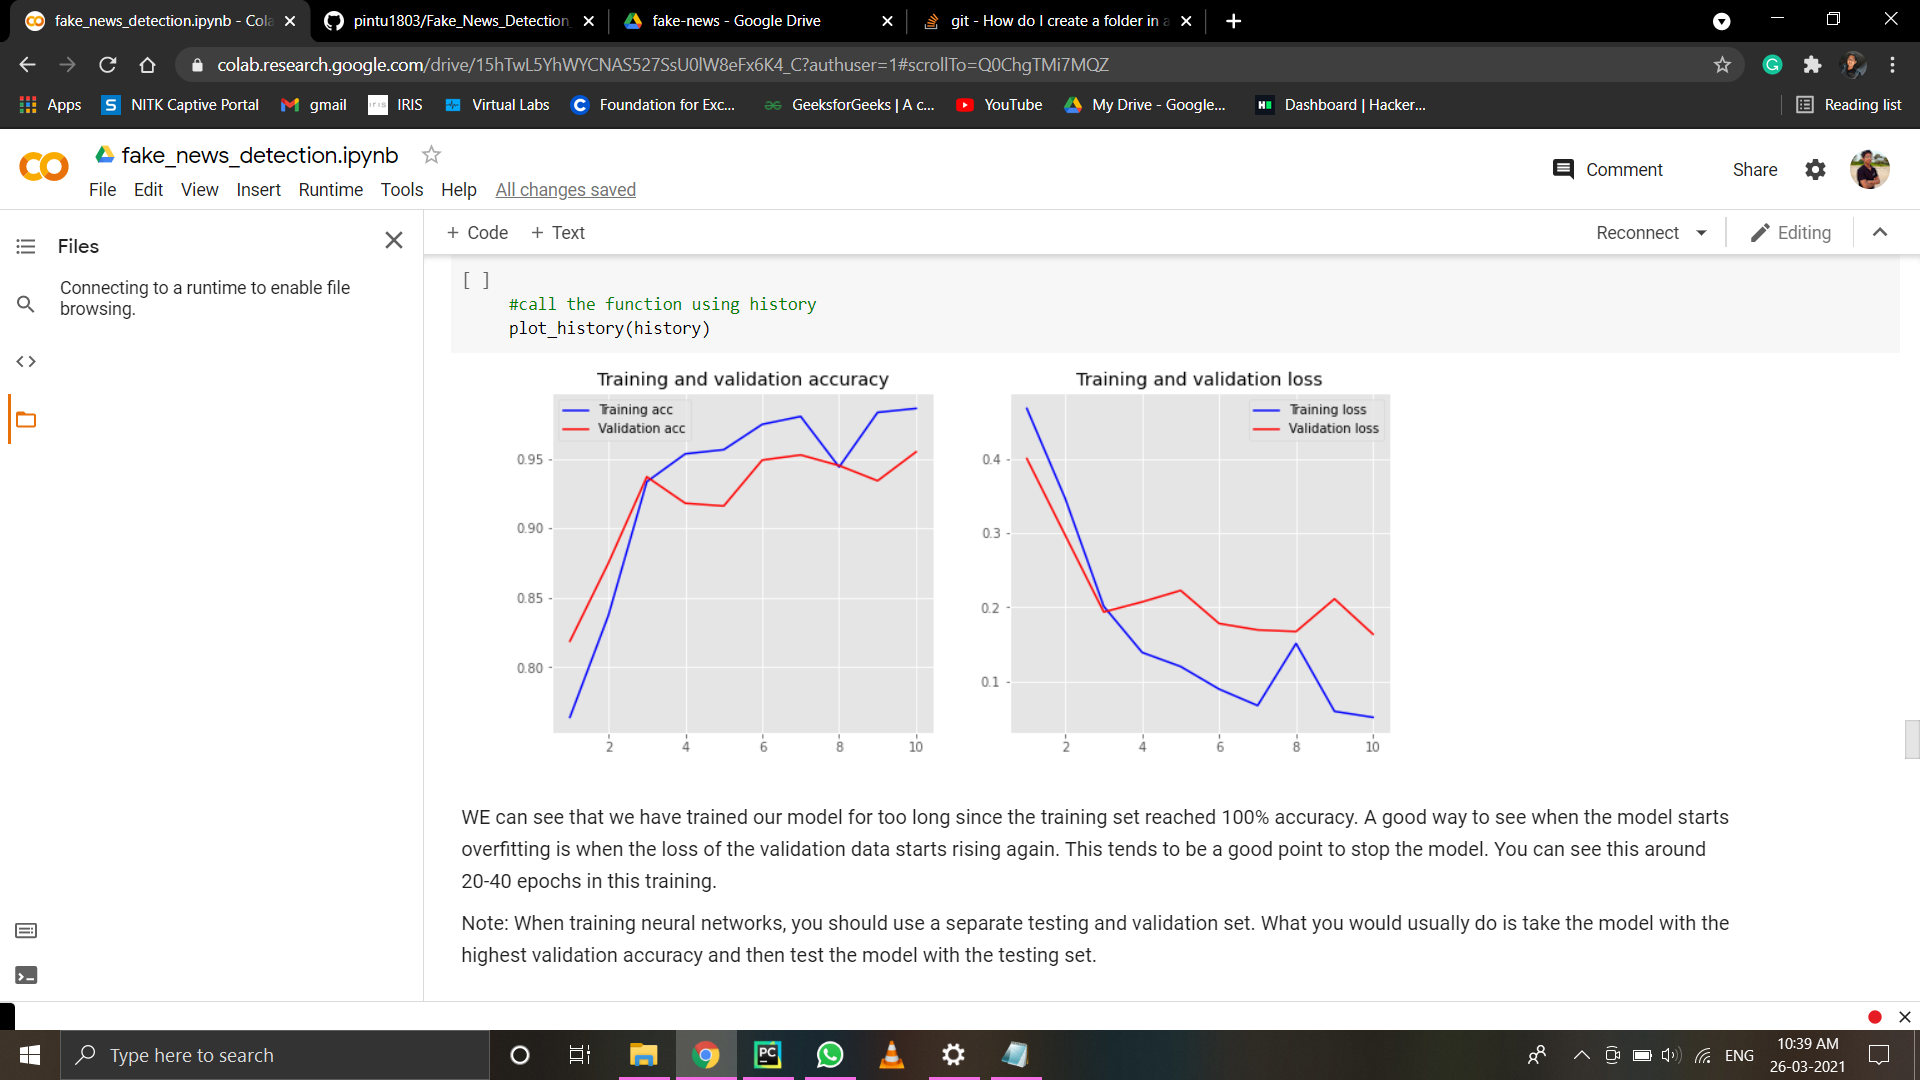 fake_news_detection.ipynb - Cola
pintu1803/Fake_News_Detection
fake-news - Google Drive
git - How do I create a folder in a
colab.research.google.com/drive/15hTwL5YhWYCNAS527SsU0lW8eFx6K4_C?authuser=1#scrollTo=Q0ChgTMi7MQZ
Apps
NITK Captive Portal
gmail
IRIS
Virtual Labs
Foundation for Exc...
GeeksforGeeks | A c...
YouTube
My Drive - Google...
Dashboard | Hacker...
Reading list
fake_news_detection.ipynb
Comment
Share
File Edit View Insert Runtime Tools Help All changes saved
Files
+ Code + Text
Reconnect
Editing
Connecting to a runtime to enable file
browsing.
[ ]
#call the function using history
plot_history(history)
Training and validation accuracy
Training acc
Validation acc
0.95
0.90
0.85
0.80
2 4 6 8 10
Training and validation loss
Training loss
Validation loss
0.4
0.3
0.2
0.1
2 4 6 8 10
WE can see that we have trained our model for too long since the training set reached 100% accuracy. A good way to see when the model starts
overfitting is when the loss of the validation data starts rising again. This tends to be a good point to stop the model. You can see this around
20-40 epochs in this training.
Note: When training neural networks, you should use a separate testing and validation set. What you would usually do is take the model with the
highest validation accuracy and then test the model with the testing set.
Type here to search
ENG
10:39 AM
26-03-2021